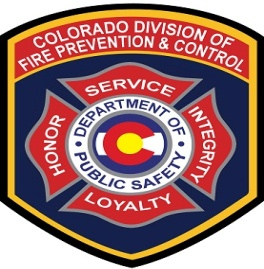 COLORADO DIVISION OF
FIRE PREVENTION & CONTROL
SERVICE
HONOR
INTEGRITY
DEPARTMENT OF
PUBLIC SAFETY
LOYALTY